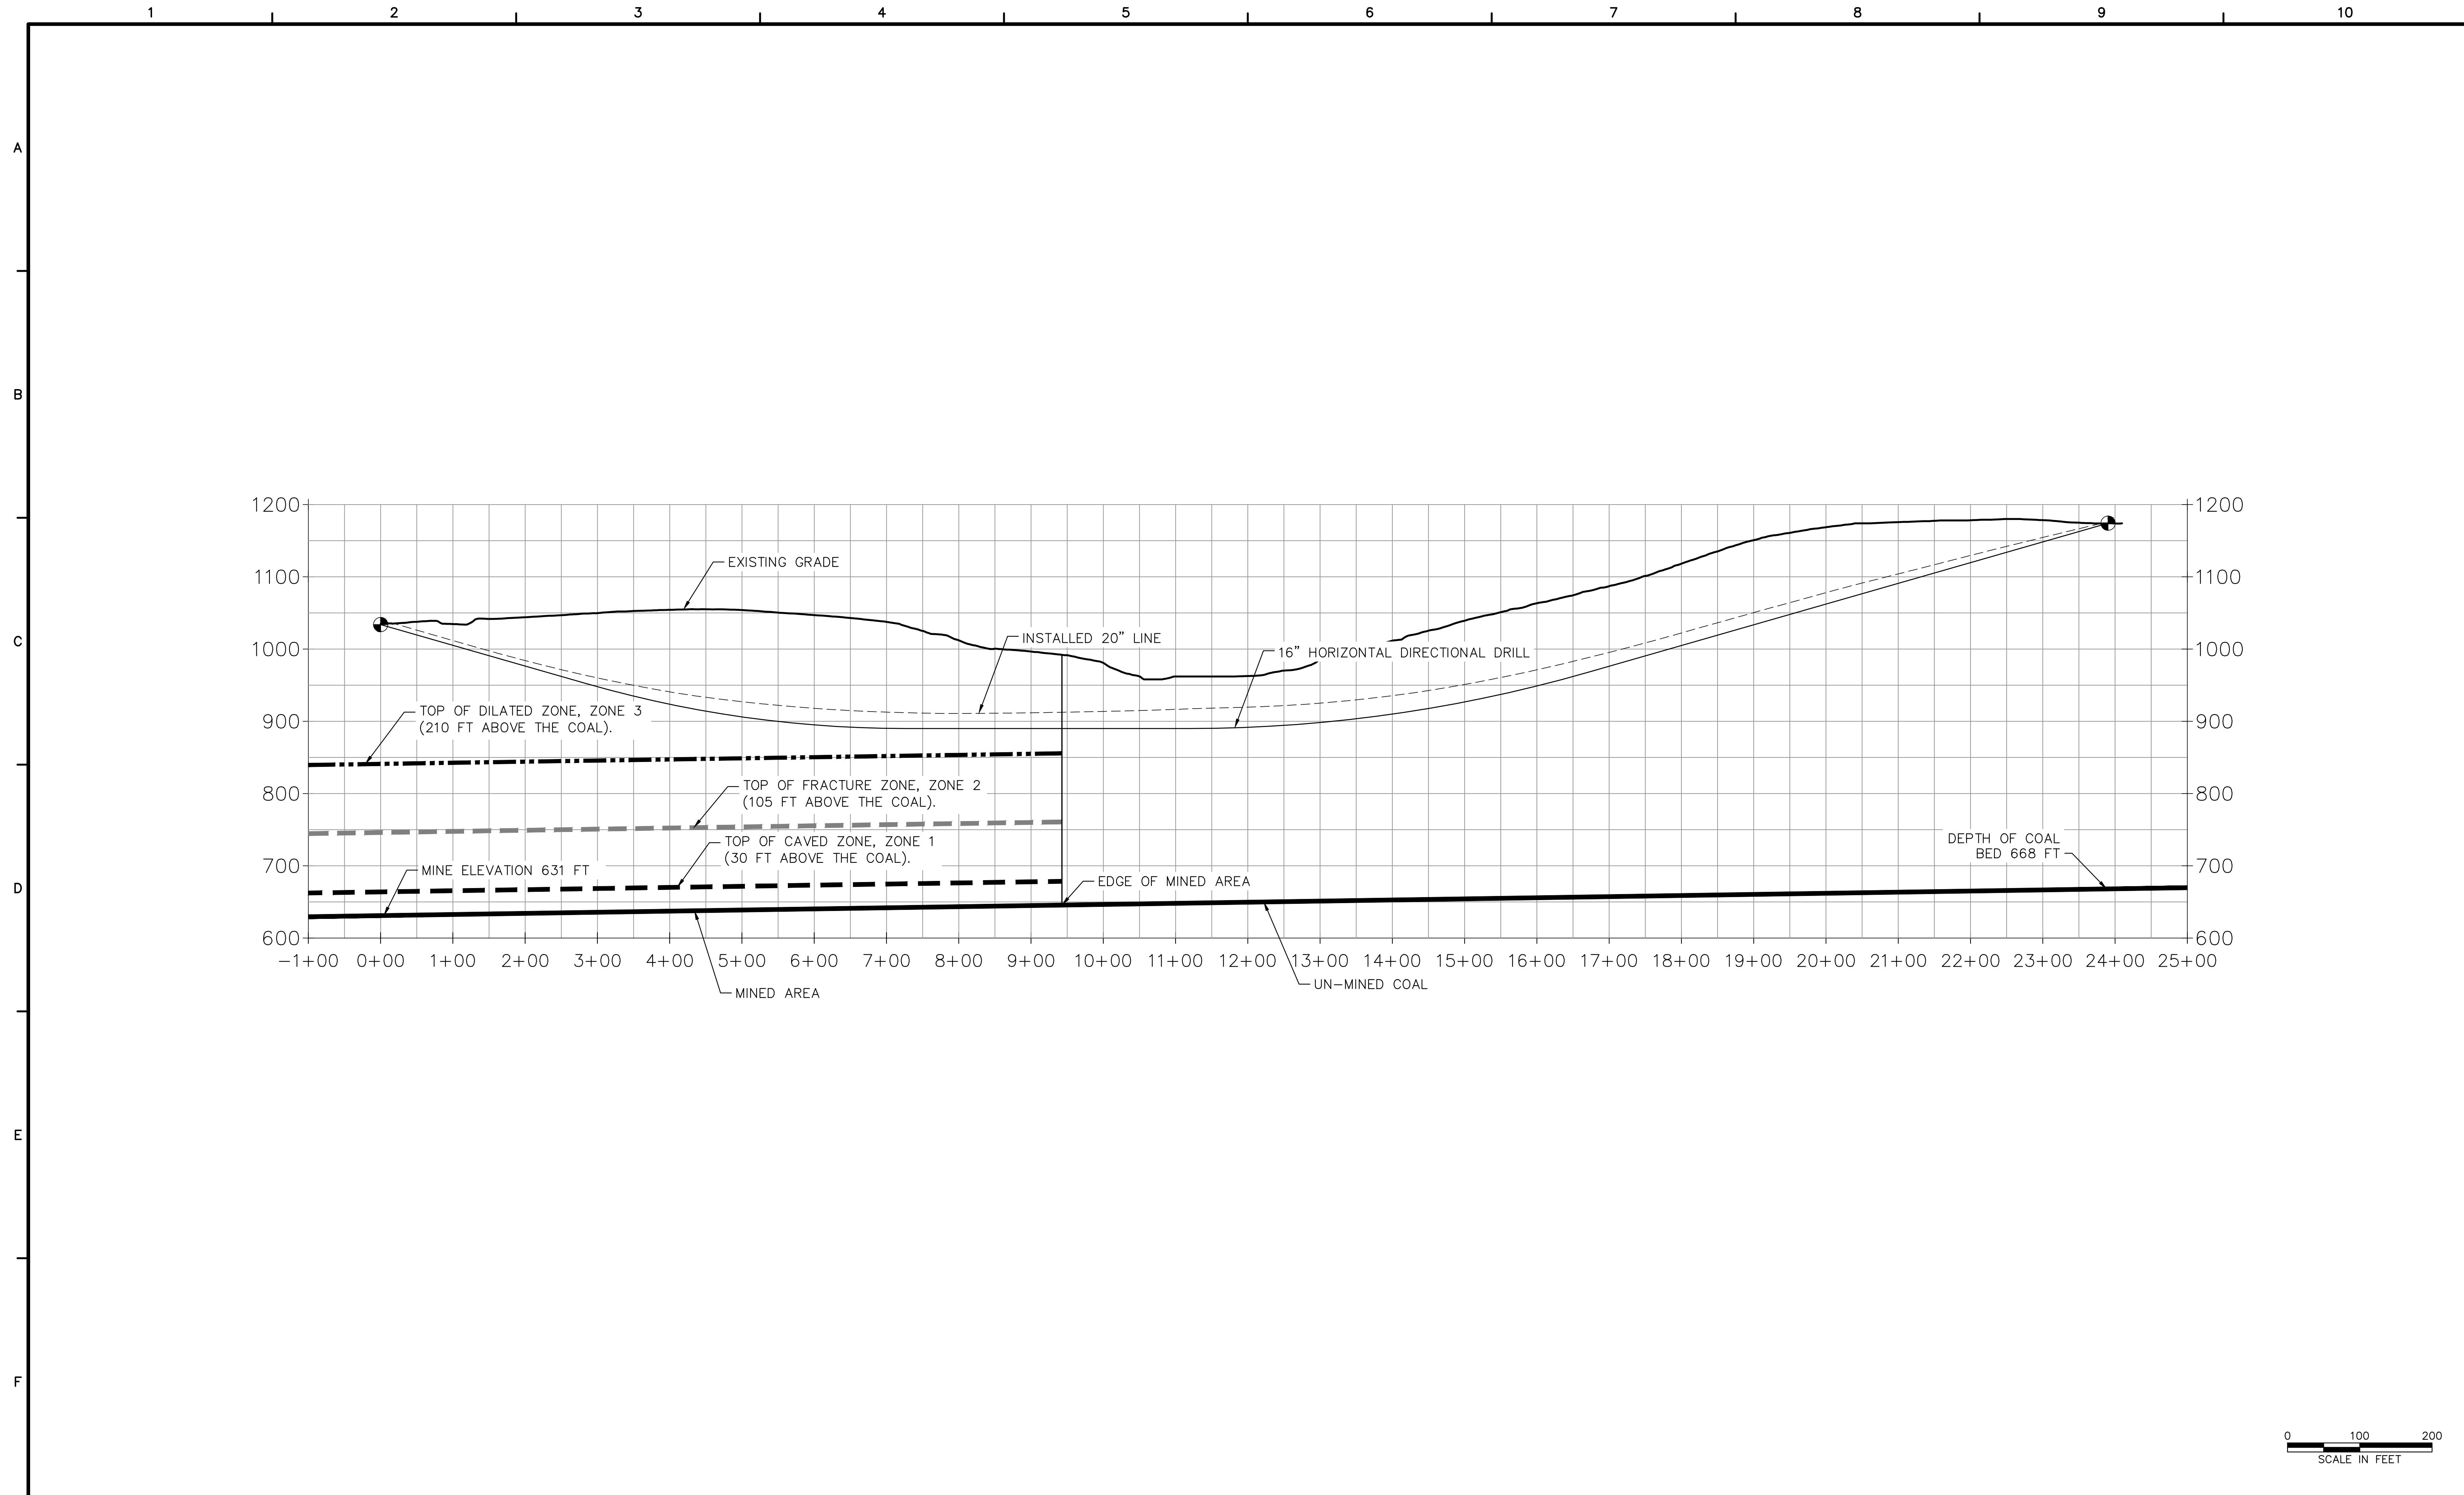 1 2 3 4 5 6 7 8 9 10
A
B
C
D
E
F
1200 1200
1100 1100
1000 1000
900 900
800 800
700 700
600 600
EXISTING GRADE
INSTALLED 20” LINE
16” HORIZONTAL DIRECTIONAL DRILL
TOP OF DILATED ZONE, ZONE 3
(210 FT ABOVE THE COAL).
TOP OF FRACTURE ZONE, ZONE 2
(105 FT ABOVE THE COAL).
TOP OF CAVED ZONE, ZONE 1
(30 FT ABOVE THE COAL).
DEPTH OF COAL
BED 668 FT
MINE ELEVATION 631 FT
EDGE OF MINED AREA
-1+00 0+00 1+00 2+00 3+00 4+00 5+00 6+00 7+00 8+00 9+00 10+00 11+00 12+00 13+00 14+00 15+00 16+00 17+00 18+00 19+00 20+00 21+00 22+00 23+00 24+00 25+00
UN-MINED COAL
MINED AREA
0 100 200
SCALE IN FEET